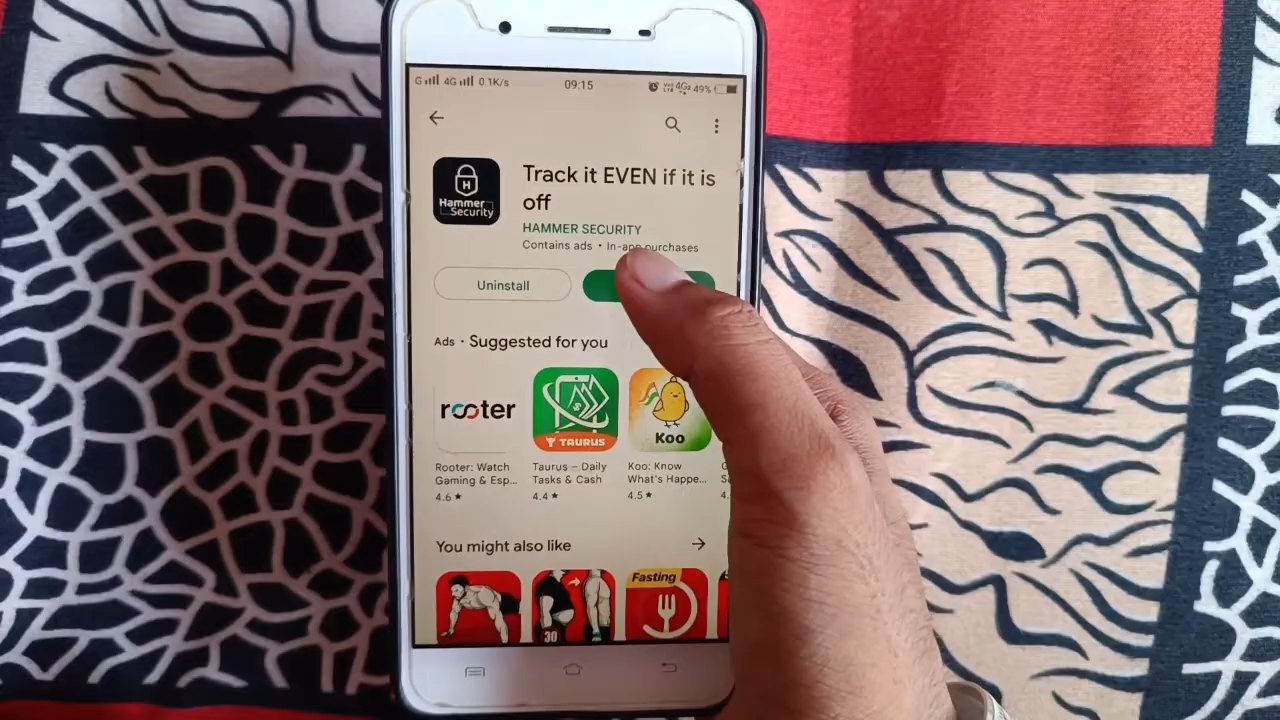 G 4G 0.1K/s 09:15 4G 49%
H
Hammer
Security
Track it EVEN if it is
off
HAMMER SECURITY
Contains ads • In-app purchases
Uninstall
Ads • Suggested for you
rooter
TAURUS
Koo
Rooter: Watch
Gaming & Esp...
4.6 ★
Taurus – Daily
Tasks & Cash
4.4 ★
Koo: Know
What's Happe...
4.5 ★
4.
You might also like
30
Fasting